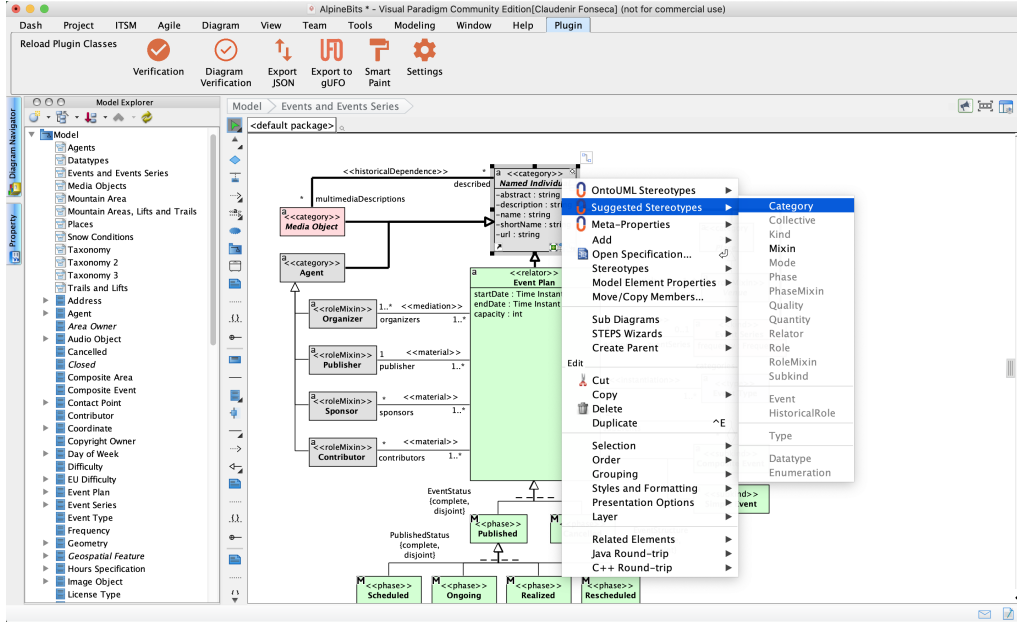 AlpineBits * - Visual Paradigm Community Edition[Claudenir Fonseca] (not for commercial use)
Dash Project ITSM Agile Diagram View Team Tools Modeling Window Help Plugin
Reload Plugin Classes
Verification
Diagram
Verification
Export
JSON
Export to
gUFO
Smart
Paint
Settings
Diagram Navigator
Property
Model Explorer
Model
Agents
Datatypes
Events and Events Series
Media Objects
Mountain Area
Mountain Areas, Lifts and Trails
Places
Snow Conditions
Taxonomy
Taxonomy 2
Taxonomy 3
Trails and Lifts
Address
Agent
Area Owner
Audio Object
Cancelled
Closed
Composite Area
Composite Event
Contact Point
Contributor
Coordinate
Copyright Owner
Day of Week
Difficulty
EU Difficulty
Event Plan
Event Series
Event Type
Frequency
Geometry
Geospatial Feature
Hours Specification
Image Object
License Type
Model Events and Events Series
<default package>
<<historicalDependence>> *
described
* multimediaDescriptions
a <<category>>
Named Individu
-abstract : string
-description : strin
-name : string
-shortName : stri
-url : string
a <<category>>
Media Object
a <<category>>
Agent
a <<relator>>
Event Plan
startDate : Time Instant
endDate : Time Instant
capacity : int
a <<roleMixin>>
Organizer
1..* <<mediation>>
organizers 1..*
a <<roleMixin>>
Publisher
1 <<material>>
publisher 1..*
a <<roleMixin>>
Sponsor
* <<material>>
sponsors 1..*
a <<roleMixin>>
Contributor
* <<material>>
contributors 1..*
EventStatus
{complete,
disjoint}
M <<phase>>
Published
M
nd>>
vent
PublishedStatus
{complete,
disjoint}
M <<phase>>
Scheduled
M <<phase>>
Ongoing
M <<phase>>
Realized
M <<phase>>
Rescheduled
OntoUML Stereotypes
Suggested Stereotypes
Meta-Properties
Add
Open Specification...
Stereotypes
Model Element Properties
Move/Copy Members...
Sub Diagrams
STEPS Wizards
Create Parent
Edit
Cut
Copy
Delete
Duplicate ^E
Selection
Order
Grouping
Styles and Formatting
Presentation Options
Layer
Related Elements
Java Round-trip
C++ Round-trip
Category
Collective
Kind
Mixin
Mode
Phase
PhaseMixin
Quality
Quantity
Relator
Role
RoleMixin
Subkind
Event
HistoricalRole
Type
Datatype
Enumeration